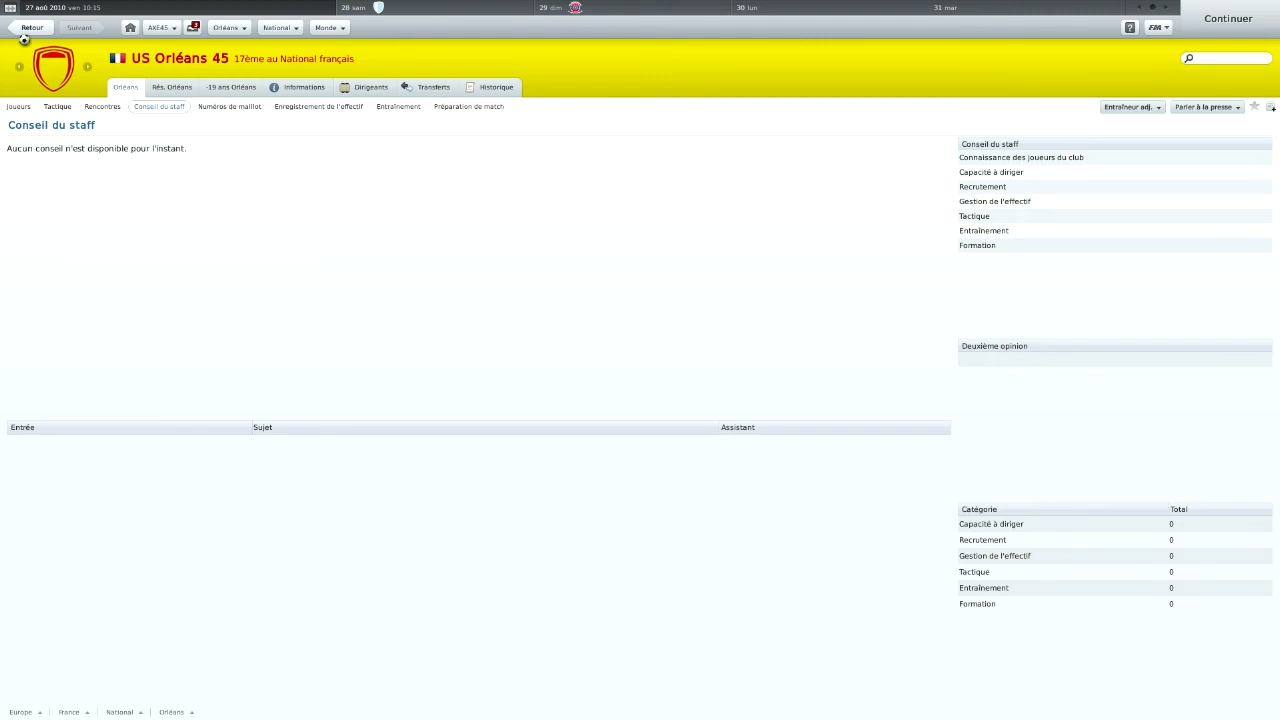 27 aoû 2010 ven 10:15 28 sam 29 dim 30 lun 31 mar Continuer
Retour Suivant AXE45 3 Orléans National Monde ? FM
US Orléans 45 17ème au National français
Orléans Rés. Orléans -19 ans Orléans Informations Dirigeants Transferts Historique
Joueurs Tactique Rencontres Conseil du staff Numéros de maillot Enregistrement de l'effectif Entraînement Préparation de match Entraîneur adj. Parler à la presse
Conseil du staff
Aucun conseil n'est disponible pour l'instant.
Conseil du staff
Connaissance des joueurs du club
Capacité à diriger
Recrutement
Gestion de l'effectif
Tactique
Entraînement
Formation
Deuxième opinion
Entrée Sujet Assistant
Catégorie Total
Capacité à diriger 0
Recrutement 0
Gestion de l'effectif 0
Tactique 0
Entraînement 0
Formation 0
Europe France National Orléans